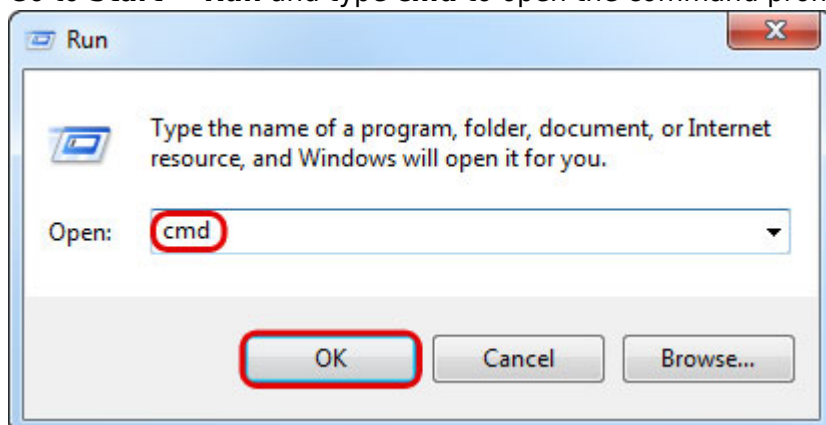 Run
Type the name of a program, folder, document, or Internet
resource, and Windows will open it for you.
Open: cmd
OK Cancel Browse...